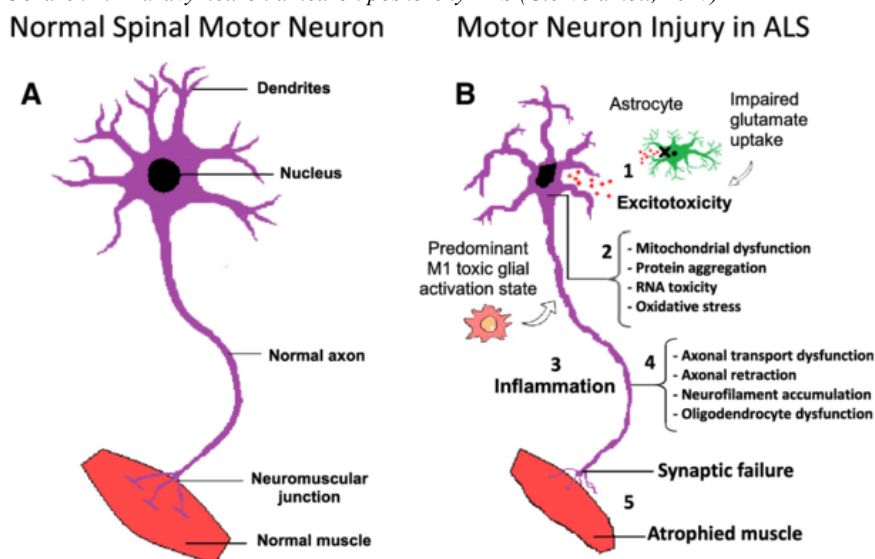 Normal Spinal Motor Neuron
Motor Neuron Injury in ALS
A
Dendrites
Nucleus
Normal axon
Neuromuscular
junction
Normal muscle
B
Astrocyte
Impaired
glutamate
uptake
1
Excitotoxicity
2
- Mitochondrial dysfunction
- Protein aggregation
- RNA toxicity
- Oxidative stress
Predominant
M1 toxic glial
activation state
3
Inflammation
4
- Axonal transport dysfunction
- Axonal retraction
- Neurofilament accumulation
- Oligodendrocyte dysfunction
Synaptic failure
5
Atrophied muscle